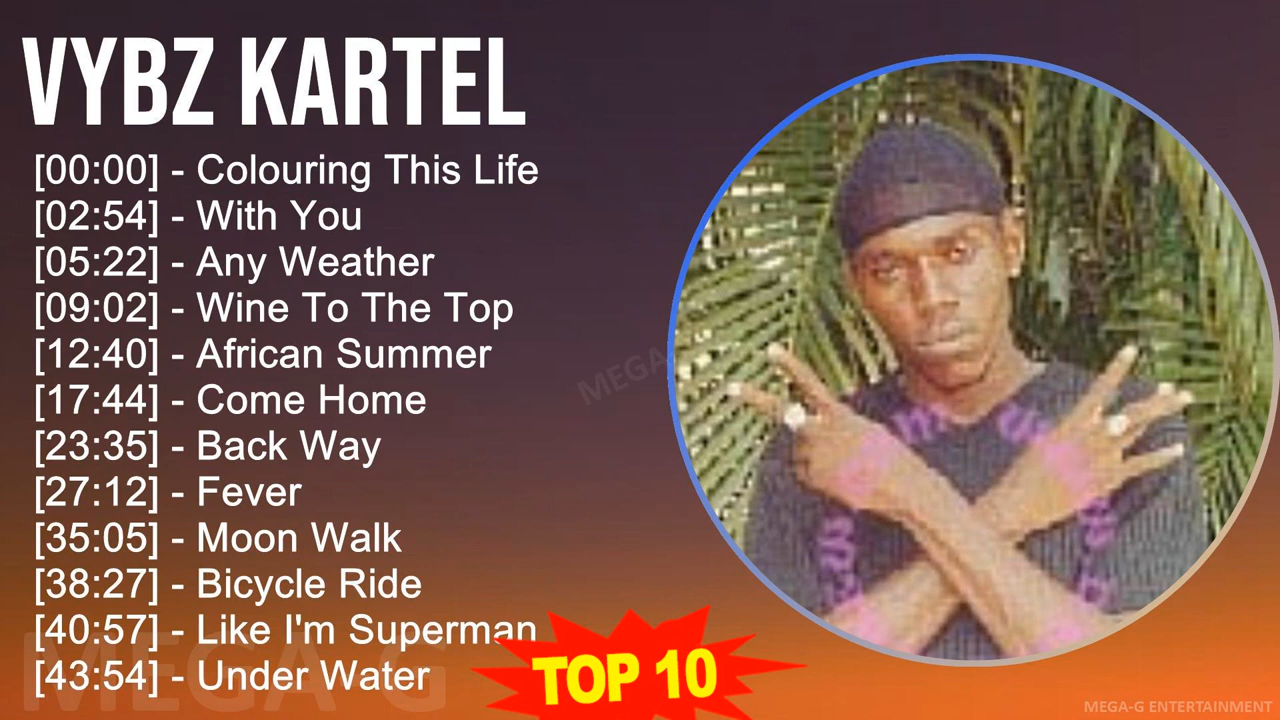 VYBZ KARTEL
[00:00] - Colouring This Life
[02:54] - With You
[05:22] - Any Weather
[09:02] - Wine To The Top
[12:40] - African Summer
[17:44] - Come Home
[23:35] - Back Way
[27:12] - Fever
[35:05] - Moon Walk
[38:27] - Bicycle Ride
[40:57] - Like I'm Superman
[43:54] - Under Water
TOP 10
MEGA-
MEGA-G
MEGA-G ENTERTAINMENT